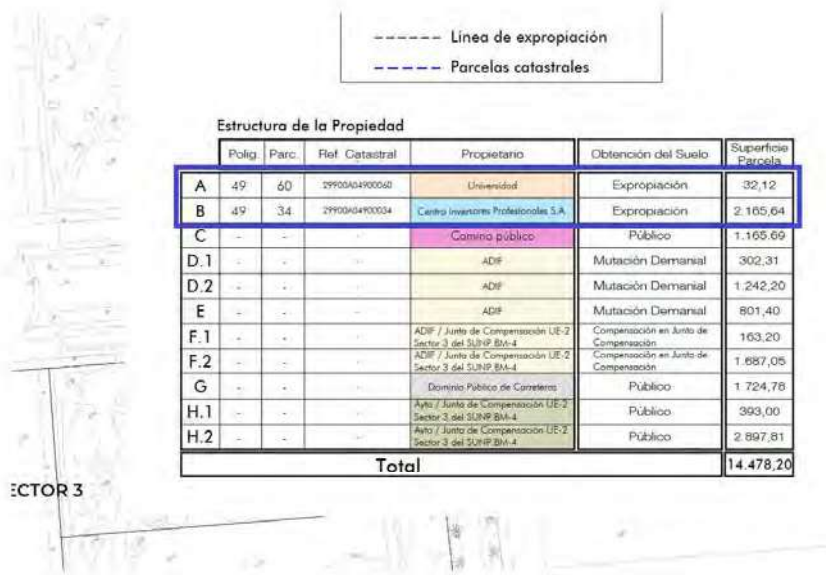 Linea de expropiación
Parcelas catastrales
Estructura de la Propiedad
Polig. Parc. Ref. Catastral Propietario Obtención del Suelo Superficie Parcela
A 49 60 29900A04900060 Universidad Expropiación 32,12
B 49 34 29900A04900034 Centro Inversores Profesionales S.A. Expropiación 2.165,64
C - - - Camino público Público 1.165.69
D.1 - - - ADIF Mutación Demanial 302,31
D.2 - - - ADIF Mutación Demanial 1.242,20
E - - - ADIF Mutación Demanial 801,40
F.1 - - - ADIF / Junta de Compensación UE-2 Sector 3 del SUNP.BM-4 Compensación en Junta de Compensación 163,20
F.2 - - - ADIF / Junta de Compensación UE-2 Sector 3 del SUNP.BM-4 Compensación en Junta de Compensación 1.687,05
G - - - Dominio Público de Carreteras Público 1 724,78
H.1 - - - Ayto / Junta de Compensación UE-2 Sector 3 del SUNP.BM-4 Público 393,00
H.2 - - - Ayto / Junta de Compensación UE-2 Sector 3 del SUNP.BM-4 Público 2.897,81
Total 14.478,20
ECTOR 3